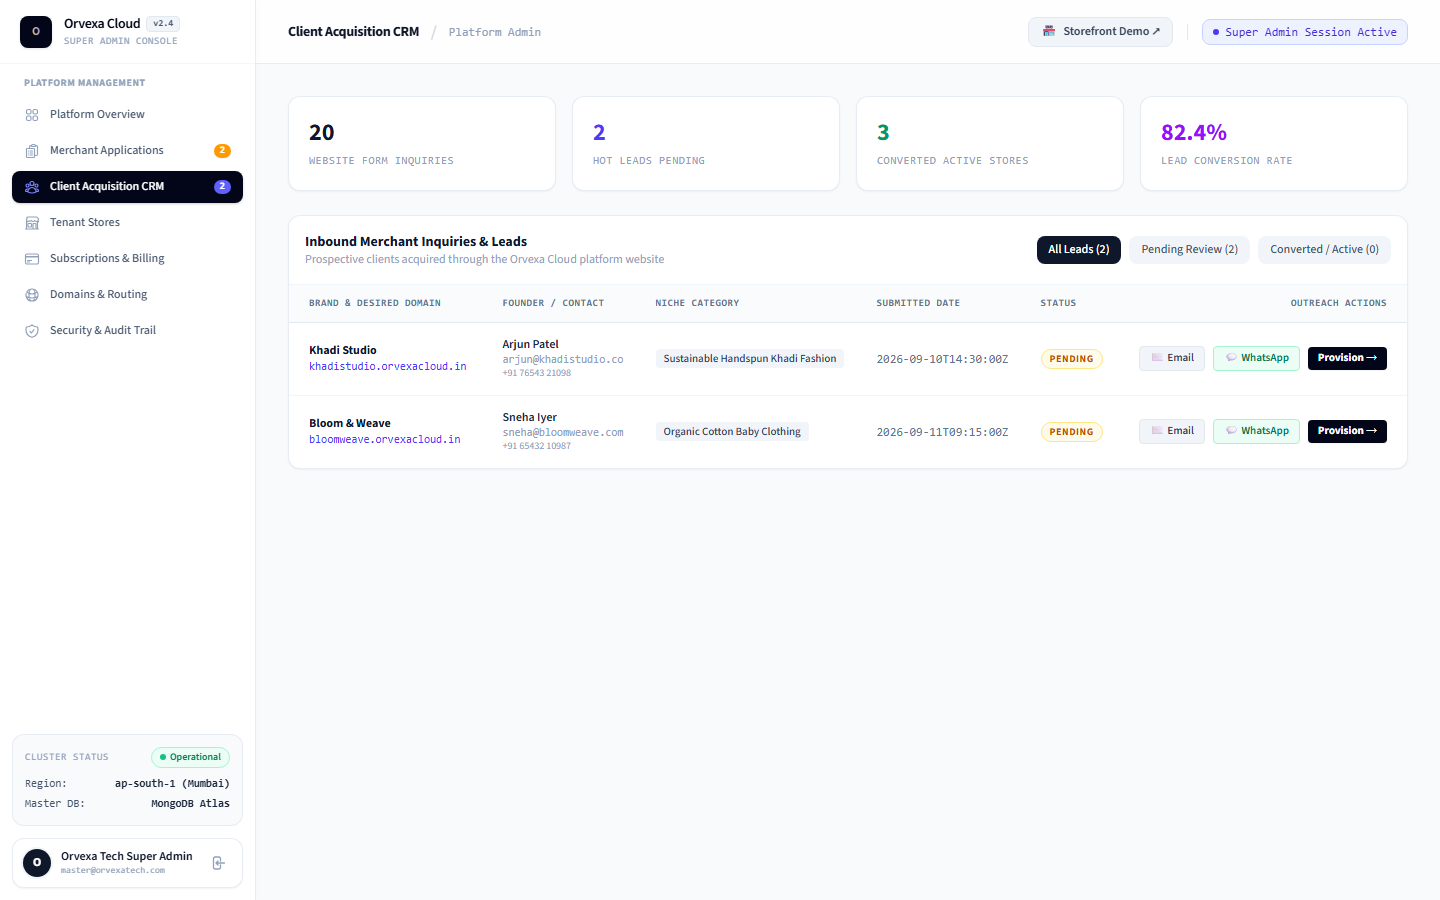 O
Orvexa Cloud v2.4
SUPER ADMIN CONSOLE
PLATFORM MANAGEMENT
Platform Overview
Merchant Applications 2
Client Acquisition CRM 2
Tenant Stores
Subscriptions & Billing
Domains & Routing
Security & Audit Trail
CLUSTER STATUS Operational
Region: ap-south-1 (Mumbai)
Master DB: MongoDB Atlas
O
Orvexa Tech Super Admin
master@orvexatech.com
Client Acquisition CRM / Platform Admin
Storefront Demo ↗
Super Admin Session Active
20
WEBSITE FORM INQUIRIES
2
HOT LEADS PENDING
3
CONVERTED ACTIVE STORES
82.4%
LEAD CONVERSION RATE
Inbound Merchant Inquiries & Leads
Prospective clients acquired through the Orvexa Cloud platform website
All Leads (2) Pending Review (2) Converted / Active (0)
BRAND & DESIRED DOMAIN FOUNDER / CONTACT NICHE CATEGORY SUBMITTED DATE STATUS OUTREACH ACTIONS
Khadi Studio
khadistudio.orvexacloud.in
Arjun Patel
arjun@khadistudio.co
+91 76543 21098
Sustainable Handspun Khadi Fashion
2026-09-10T14:30:00Z
PENDING
Email WhatsApp Provision →
Bloom & Weave
bloomweave.orvexacloud.in
Sneha Iyer
sneha@bloomweave.com
+91 65432 10987
Organic Cotton Baby Clothing
2026-09-11T09:15:00Z
PENDING
Email WhatsApp Provision →